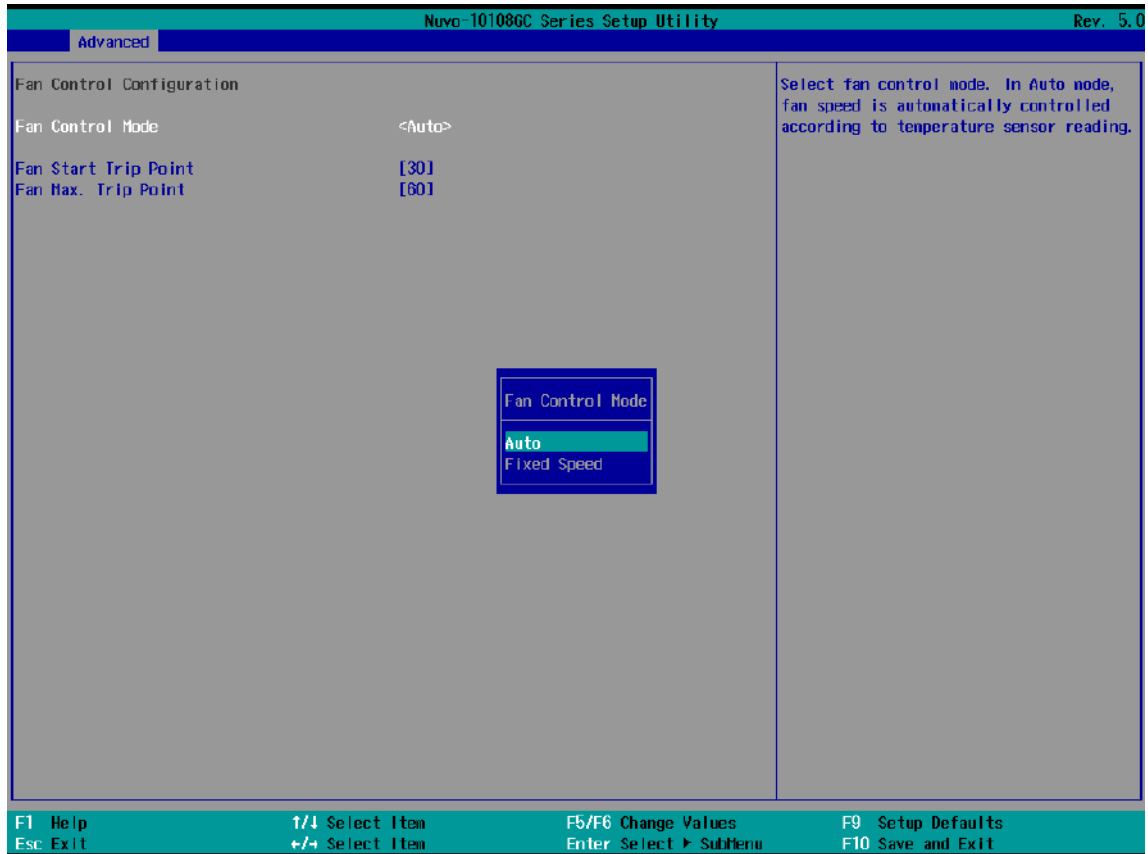 Nuvo-10108GC Series Setup Utility Rev. 5.0
Advanced
Fan Control Configuration
Fan Control Mode <Auto>
Fan Start Trip Point [30]
Fan Max. Trip Point [60]
Select fan control mode. In Auto mode,
fan speed is automatically controlled
according to temperature sensor reading.
Fan Control Mode
Auto
Fixed Speed
F1 Help ↑/↓ Select Item F5/F6 Change Values F9 Setup Defaults
Esc Exit ←/→ Select Item Enter Select ► SubMenu F10 Save and Exit